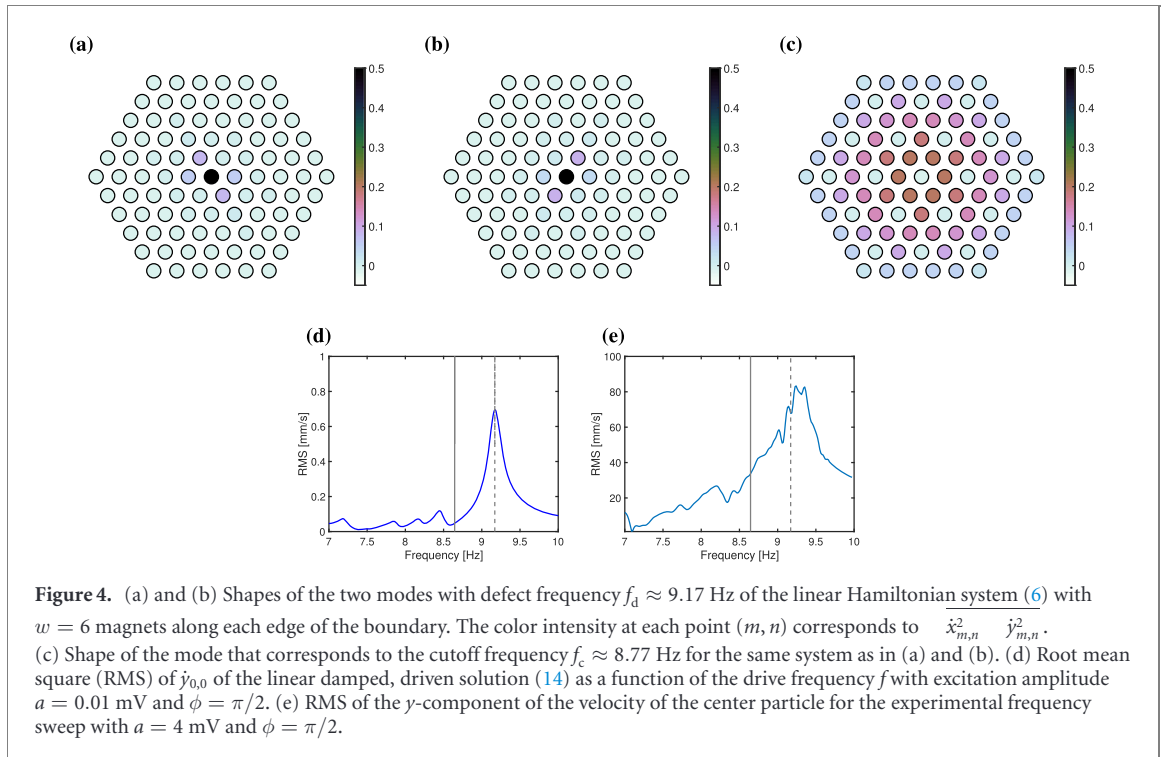 (a)
(b)
(c)
0.5
0.4
0.3
0.2
0.1
0
0.5
0.4
0.3
0.2
0.1
0
0.5
0.4
0.3
0.2
0.1
0
(d)
1
0.8
0.6
0.4
0.2
0
RMS [mm/s]
7 7.5 8 8.5 9 9.5 10
Frequency [Hz]
(e)
100
80
60
40
20
RMS [mm/s]
7 7.5 8 8.5 9 9.5 10
Frequency [Hz]
Figure 4. (a) and (b) Shapes of the two modes with defect frequency f_d ≈ 9.17 Hz of the linear Hamiltonian system (6) with
w = 6 magnets along each edge of the boundary. The color intensity at each point (m, n) corresponds to \overline{ẋ²_{m,n} ẏ²_{m,n}}.
(c) Shape of the mode that corresponds to the cutoff frequency f_c ≈ 8.77 Hz for the same system as in (a) and (b). (d) Root mean
square (RMS) of ẏ_{0,0} of the linear damped, driven solution (14) as a function of the drive frequency f with excitation amplitude
a = 0.01 mV and ϕ = π/2. (e) RMS of the y-component of the velocity of the center particle for the experimental frequency
sweep with a = 4 mV and ϕ = π/2.